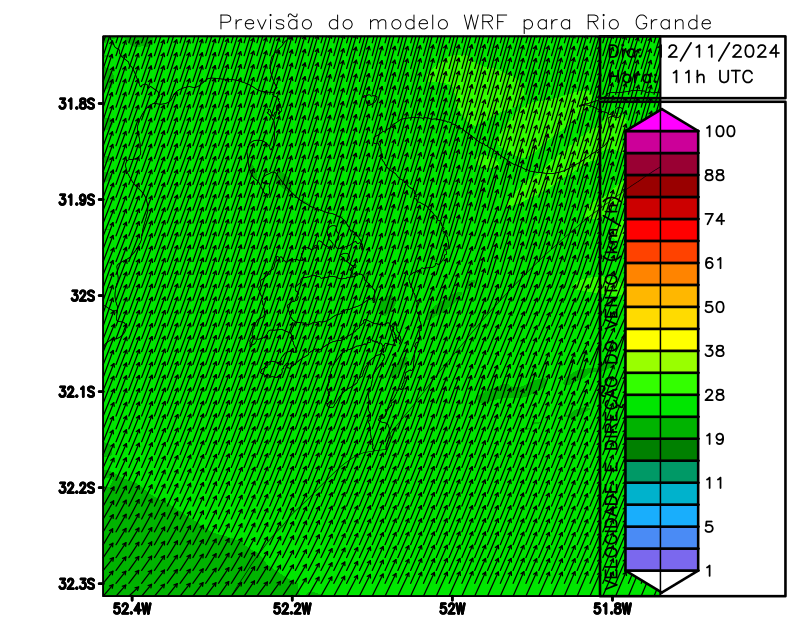 Previsão do modelo WRF para Rio Grande
Dia: 12/11/2024
Hora: 11h UTC
31.8S
31.9S
32S
32.1S
32.2S
32.3S
52.4W
52.2W
52W
51.8W
VELOCIDADE E DIREÇÃO DO VENTO (km/h)
100
88
74
61
50
38
28
19
11
5
1